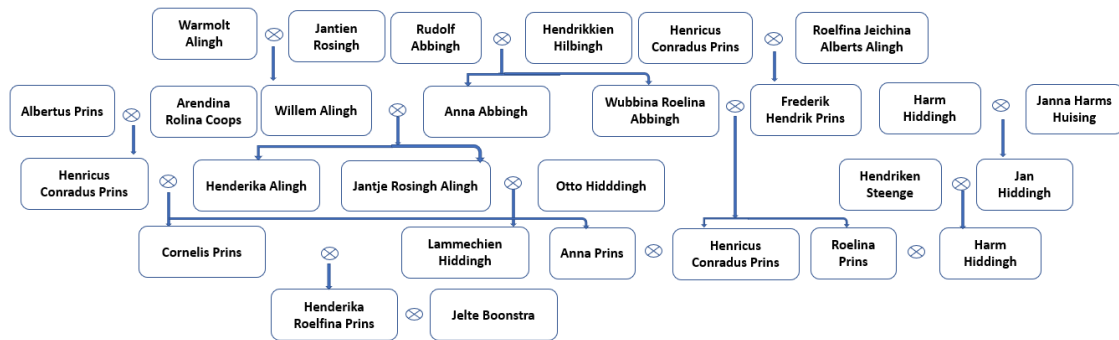 Warmolt
Alingh
Jantien
Rosingh
Rudolf
Abbingh
Hendrikkien
Hilbingh
Henricus
Conradus Prins
Roelfina Jeichina
Alberts Alingh
Albertus Prins
Arendina
Rolina Coops
Willem Alingh
Anna Abbingh
Wubbina Roelina
Abbingh
Frederik
Hendrik Prins
Harm
Hiddingh
Janna Harms
Huising
Henricus
Conradus Prins
Henderika Alingh
Jantje Rosingh Alingh
Otto Hidddingh
Hendriken
Steenge
Jan
Hiddingh
Cornelis Prins
Lammechien
Hiddingh
Anna Prins
Henricus
Conradus Prins
Roelina
Prins
Harm
Hiddingh
Henderika
Roelfina Prins
Jelte Boonstra